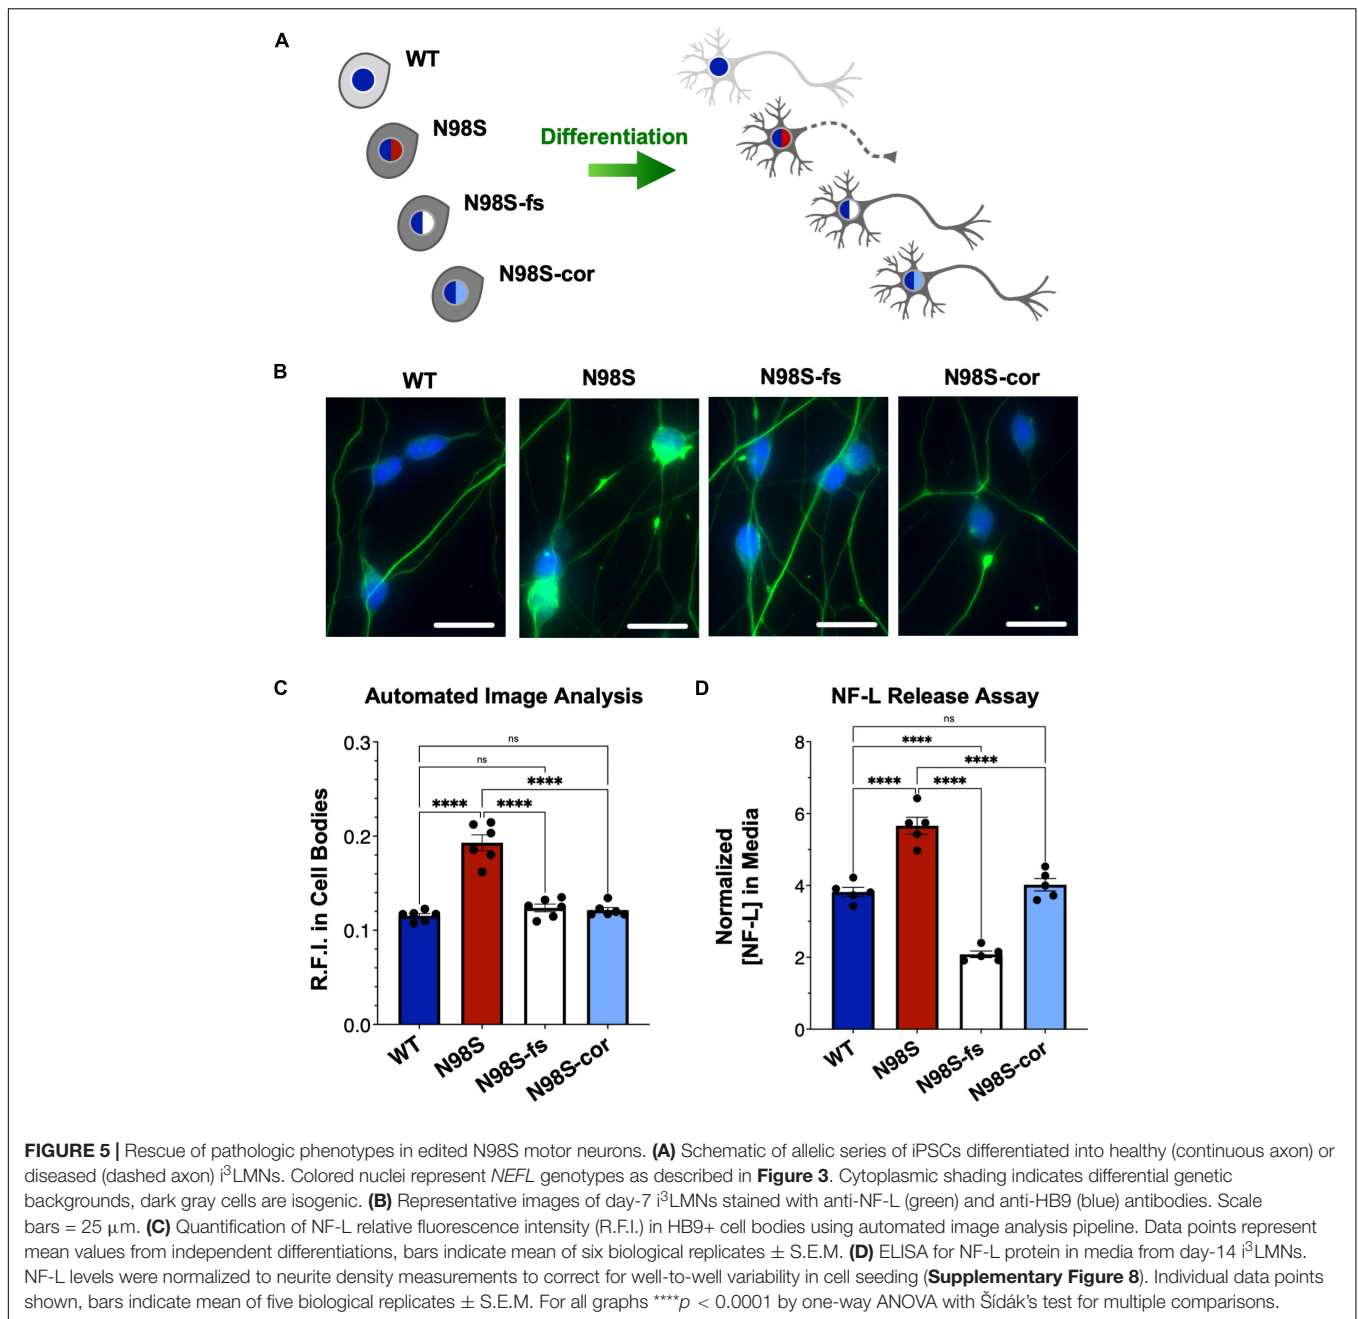 A
WT
N98S
Differentiation
N98S-fs
N98S-cor
B
WT
N98S
N98S-fs
N98S-cor
C
Automated Image Analysis
ns
ns
****
**** ****
0.3
0.2
0.1
0.0
R.F.I. in Cell Bodies
WT
N98S
N98S-fs
N98S-cor
D
NF-L Release Assay
ns
****
****
**** ****
8
6
4
2
0
Normalized
[NF-L] in Media
WT
N98S
N98S-fs
N98S-cor
FIGURE 5 | Rescue of pathologic phenotypes in edited N98S motor neurons. (A) Schematic of allelic series of iPSCs differentiated into healthy (continuous axon) or
diseased (dashed axon) i³LMNs. Colored nuclei represent NEFL genotypes as described in Figure 3. Cytoplasmic shading indicates differential genetic
backgrounds, dark gray cells are isogenic. (B) Representative images of day-7 i³LMNs stained with anti-NF-L (green) and anti-HB9 (blue) antibodies. Scale
bars = 25 μm. (C) Quantification of NF-L relative fluorescence intensity (R.F.I.) in HB9+ cell bodies using automated image analysis pipeline. Data points represent
mean values from independent differentiations, bars indicate mean of six biological replicates ± S.E.M. (D) ELISA for NF-L protein in media from day-14 i³LMNs.
NF-L levels were normalized to neurite density measurements to correct for well-to-well variability in cell seeding (Supplementary Figure 8). Individual data points
shown, bars indicate mean of five biological replicates ± S.E.M. For all graphs ****p < 0.0001 by one-way ANOVA with Šídák's test for multiple comparisons.